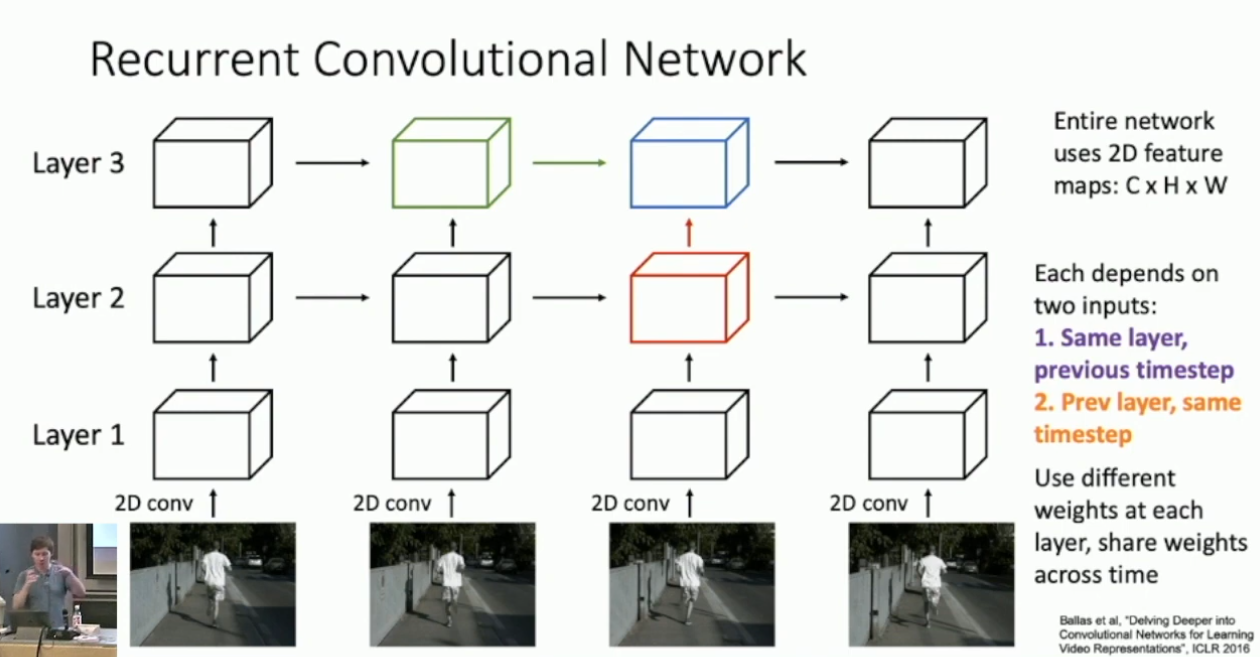 Recurrent Convolutional Network
Layer 3
Layer 2
Layer 1
2D conv
2D conv
2D conv
2D conv
Entire network
uses 2D feature
maps: C x H x W
Each depends on
two inputs:
1. Same layer,
previous timestep
2. Prev layer, same
timestep
Use different
weights at each
layer, share weights
across time
Ballas et al, "Delving Deeper into
Convolutional Networks for Learning
Video Representations", ICLR 2016